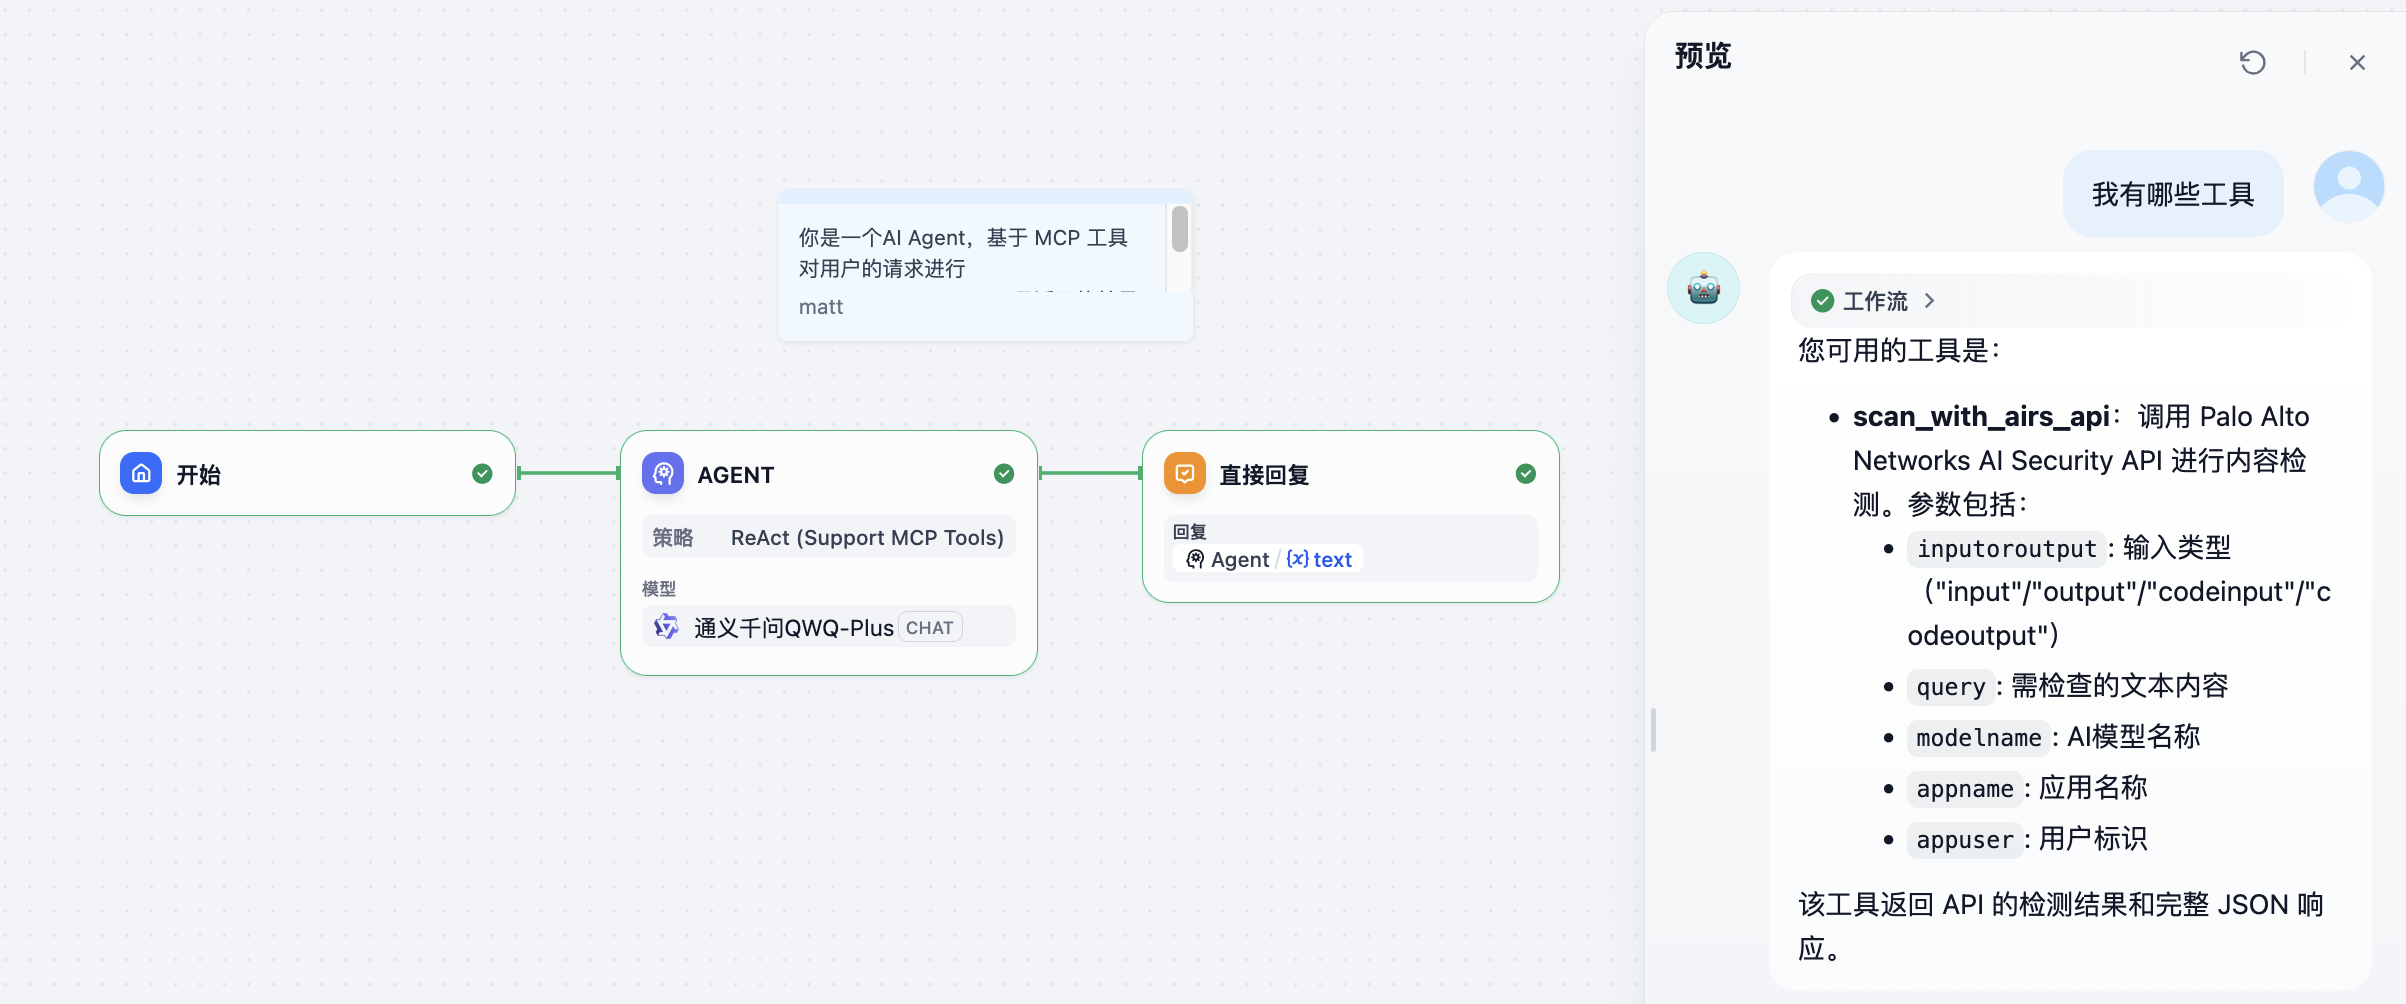 你是一个AI Agent，基于 MCP 工具
对用户的请求进行
matt
开始
AGENT
策略 ReAct (Support MCP Tools)
模型
通义千问QWQ-Plus CHAT
直接回复
回复
Agent / {x} text
预览
我有哪些工具
工作流
您可用的工具是：
scan_with_airs_api：调用 Palo Alto
Networks AI Security API 进行内容检
测。参数包括：
inputoroutput: 输入类型
（"input"/"output"/"codeinput"/"c
odeoutput"）
query: 需检查的文本内容
modelname: AI模型名称
appname: 应用名称
appuser: 用户标识
该工具返回 API 的检测结果和完整 JSON 响
应。